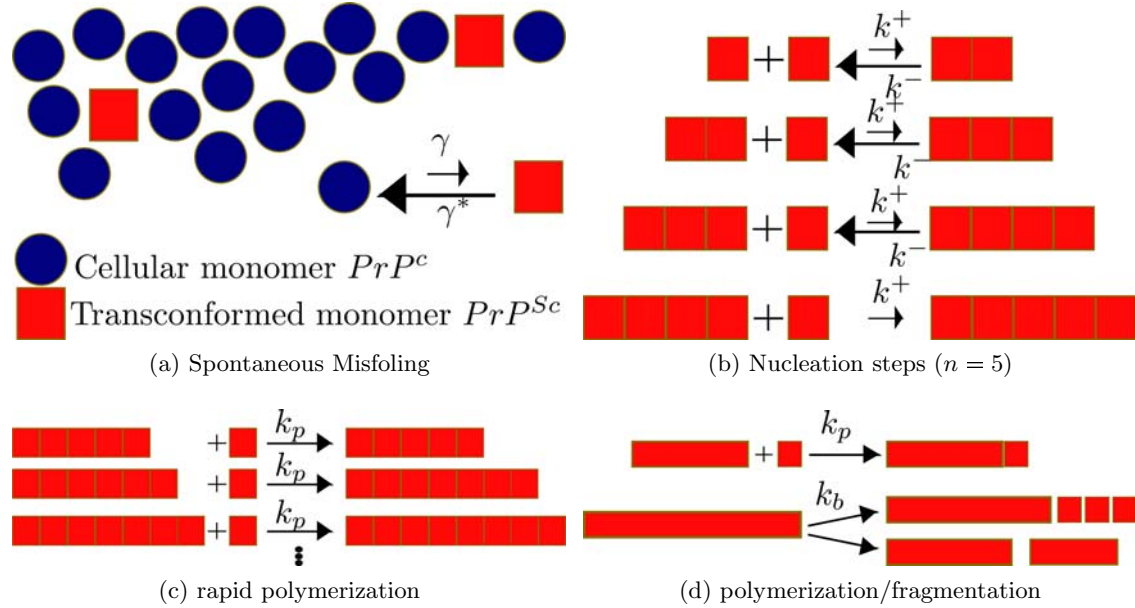 γ
γ*
Cellular monomer PrP^c
Transconformed monomer PrP^Sc
(a) Spontaneous Misfoling
+ k^+
k^-
+ k^+
k^-
+ k^+
k^-
+ k^+
(b) Nucleation steps (n = 5)
+ k_p
+ k_p
+ k_p
(c) rapid polymerization
+ k_p
k_b
(d) polymerization/fragmentation